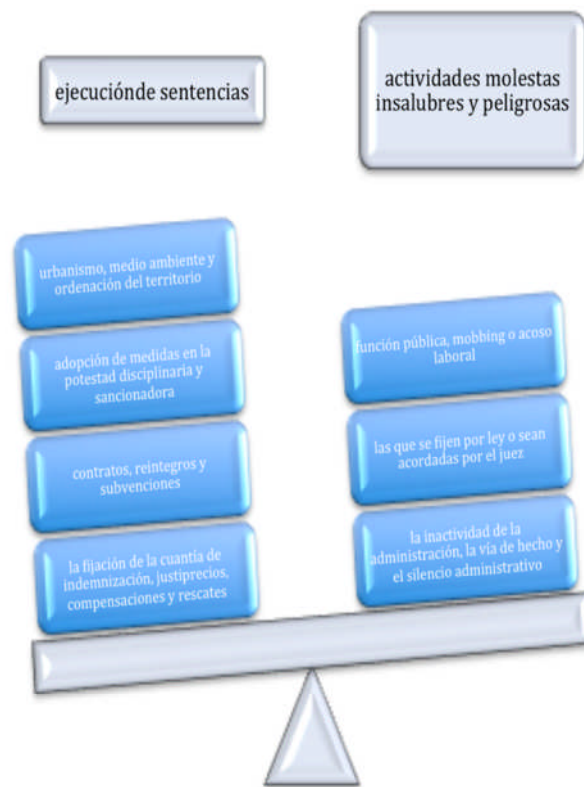 ejecuciónde sentencias
actividades molestas
insalubres y peligrosas
urbanismo, medio ambiente y
ordenación del territorio
adopción de medidas en la
potestad disciplinaria y
sancionadora
contratos, reintegros y
subvenciones
la fijación de la cuantía de
indemnización, justiprecios,
compensaciones y rescates
función pública, mobbing o acoso
laboral
las que se fijen por ley o sean
acordadas por el juez
la inactividad de la
administración, la vía de hecho y
el silencio administrativo